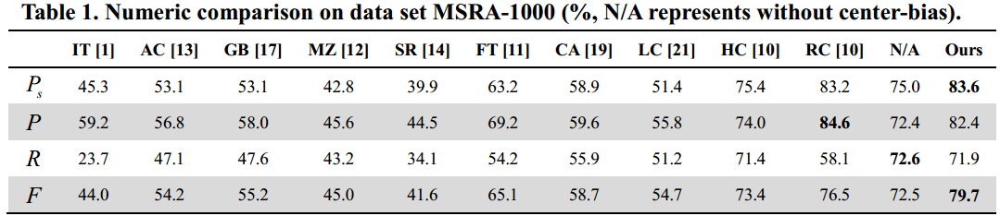 Table 1. Numeric comparison on data set MSRA-1000 (%, N/A represents without center-bias).
IT [1] AC [13] GB [17] MZ [12] SR [14] FT [11] CA [19] LC [21] HC [10] RC [10] N/A Ours
Ps 45.3 53.1 53.1 42.8 39.9 63.2 58.9 51.4 75.4 83.2 75.0 83.6
P 59.2 56.8 58.0 45.6 44.5 69.2 59.6 55.8 74.0 84.6 72.4 82.4
R 23.7 47.1 47.6 43.2 34.1 54.2 55.9 51.2 71.4 58.1 72.6 71.9
F 44.0 54.2 55.2 45.0 41.6 65.1 58.7 54.7 73.4 76.5 72.5 79.7